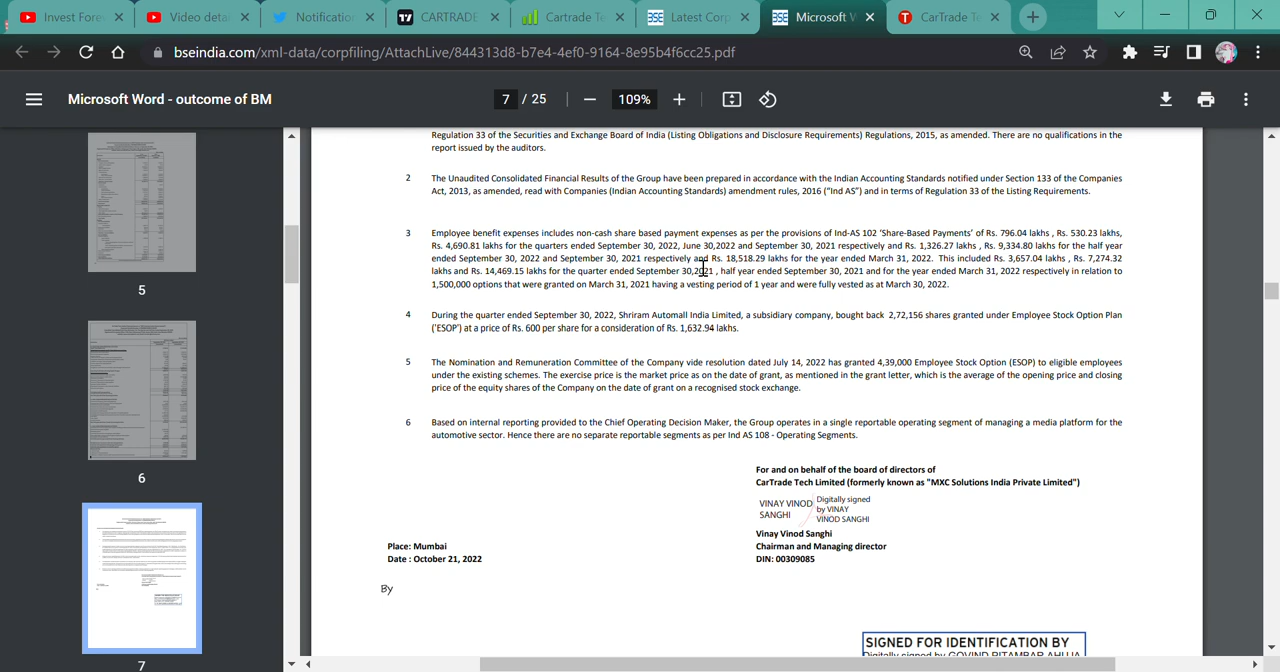 Invest Fores
Video deta
Notificatio
CARTRADE
Cartrade Te
Latest Corp
Microsoft W
CarTrade Te
bseindia.com/xml-data/corpfiling/AttachLive/844313d8-b7e4-4ef0-9164-8e95b4f6cc25.pdf
Microsoft Word - outcome of BM
7 / 25
109%
Regulation 33 of the Securities and Exchange Board of India (Listing Obligations and Disclosure Requirements) Regulations, 2015, as amended. There are no qualifications in the
report issued by the auditors.
2 The Unaudited Consolidated Financial Results of the Group have been prepared in accordance with the Indian Accounting Standards notified under Section 133 of the Companies
Act, 2013, as amended, read with Companies (Indian Accounting Standards) amendment rules, 2016 ("Ind AS") and in terms of Regulation 33 of the Listing Requirements.
3 Employee benefit expenses includes non-cash share based payment expenses as per the provisions of Ind-AS 102 'Share-Based Payments' of Rs. 796.04 lakhs , Rs. 530.23 lakhs,
Rs. 4,690.81 lakhs for the quarters ended September 30, 2022, June 30,2022 and September 30, 2021 respectively and Rs. 1,326.27 lakhs , Rs. 9,334.80 lakhs for the half year
ended September 30, 2022 and September 30, 2021 respectively and Rs. 18,518.29 lakhs for the year ended March 31, 2022. This included Rs. 3,657.04 lakhs , Rs. 7,274.32
lakhs and Rs. 14,469.15 lakhs for the quarter ended September 30,2021 , half year ended September 30, 2021 and for the year ended March 31, 2022 respectively in relation to
1,500,000 options that were granted on March 31, 2021 having a vesting period of 1 year and were fully vested as at March 30, 2022.
4 During the quarter ended September 30, 2022, Shriram Automall India Limited, a subsidiary company, bought back 2,72,156 shares granted under Employee Stock Option Plan
('ESOP') at a price of Rs. 600 per share for a consideration of Rs. 1,632.94 lakhs.
5 The Nomination and Remuneration Committee of the Company vide resolution dated July 14, 2022 has granted 4,39,000 Employee Stock Option (ESOP) to eligible employees
under the existing schemes. The exercise price is the market price as on the date of grant, as mentioned in the grant letter, which is the average of the opening price and closing
price of the equity shares of the Company on the date of grant on a recognised stock exchange.
6 Based on internal reporting provided to the Chief Operating Decision Maker, the Group operates in a single reportable operating segment of managing a media platform for the
automotive sector. Hence there are no separate reportable segments as per Ind AS 108 - Operating Segments.
For and on behalf of the board of directors of
CarTrade Tech Limited (formerly known as "MXC Solutions India Private Limited")
VINAY VINOD
SANGHI
Digitally signed
by VINAY
VINOD SANGHI
Vinay Vinod Sanghi
Chairman and Managing director
DIN: 00309085
Place: Mumbai
Date : October 21, 2022
By
SIGNED FOR IDENTIFICATION BY
Digitally signed by GOVIND PITAMBAR AHUJA
5
6
7